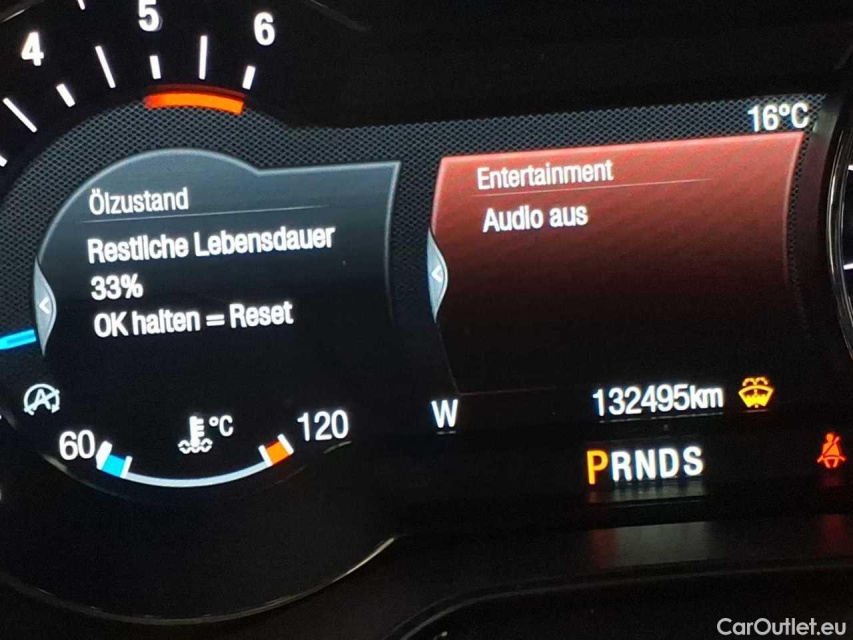 4
5
6
16°C
Ölzustand
Restliche Lebensdauer
33%
OK halten = Reset
Entertainment
Audio aus
60
°C
120
W
132495km
PRNDS
CarOutlet.eu